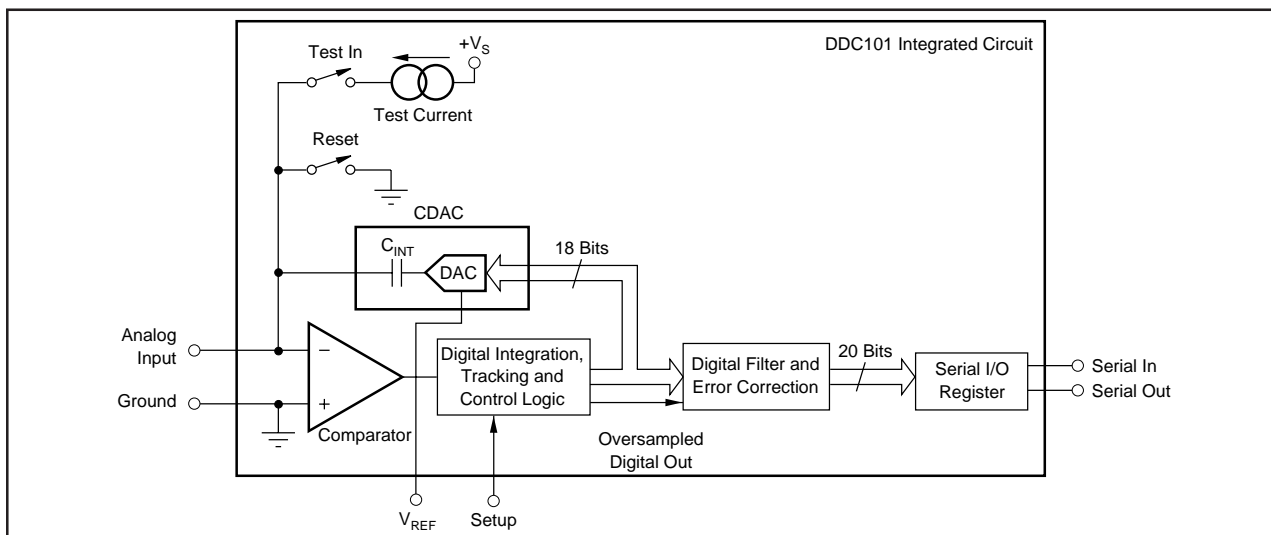 DDC101 Integrated Circuit
+VS
Test In
Test Current
Reset
CDAC
CINT
DAC
18 Bits
Analog
Input
Ground
−
+
Comparator
Digital Integration,
Tracking and
Control Logic
Digital Filter and
Error Correction
20 Bits
Serial I/O
Register
Serial In
Serial Out
Oversampled
Digital Out
VREF
Setup